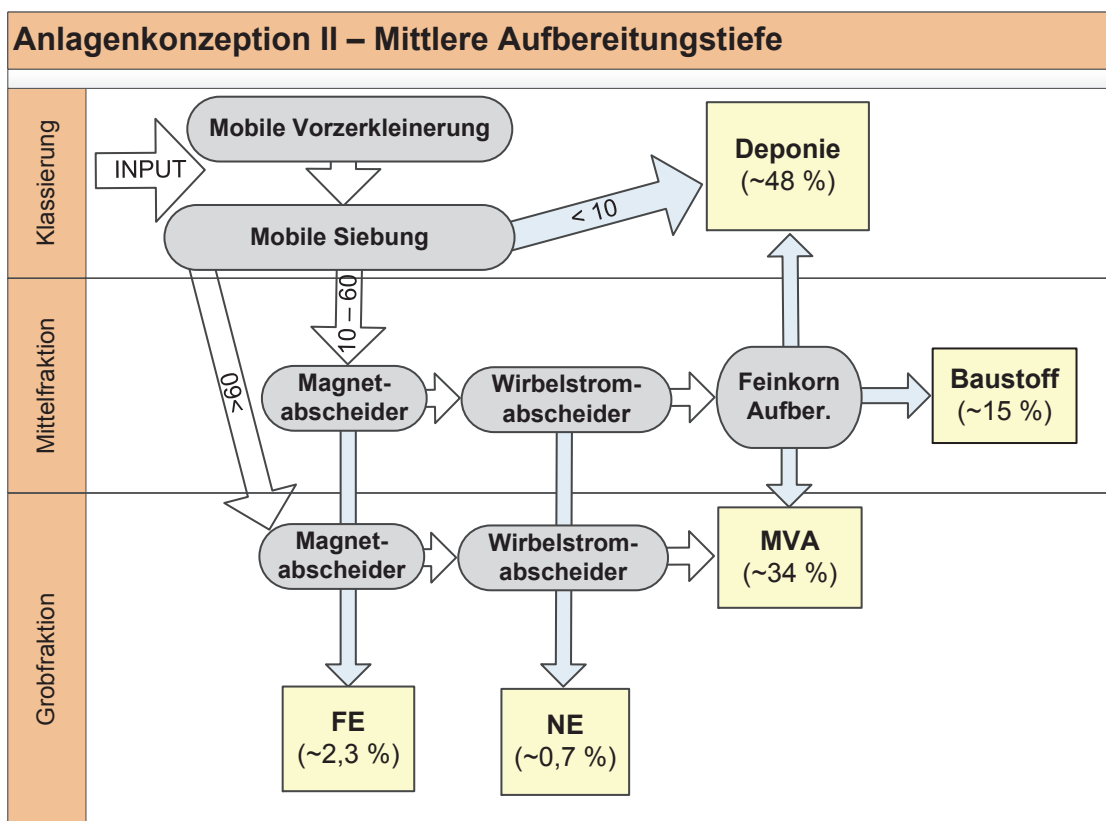 Anlagenkonzeption II – Mittlere Aufbereitungstiefe
Klassierung
INPUT
Mobile Vorzerkleinerung
Mobile Siebung
< 10
Deponie
(~48 %)
10 – 60
>60
Mittelfraktion
Magnet-
abscheider
Wirbelstrom-
abscheider
Feinkorn
Aufber.
Baustoff
(~15 %)
Grobfraktion
Magnet-
abscheider
Wirbelstrom-
abscheider
MVA
(~34 %)
FE
(~2,3 %)
NE
(~0,7 %)